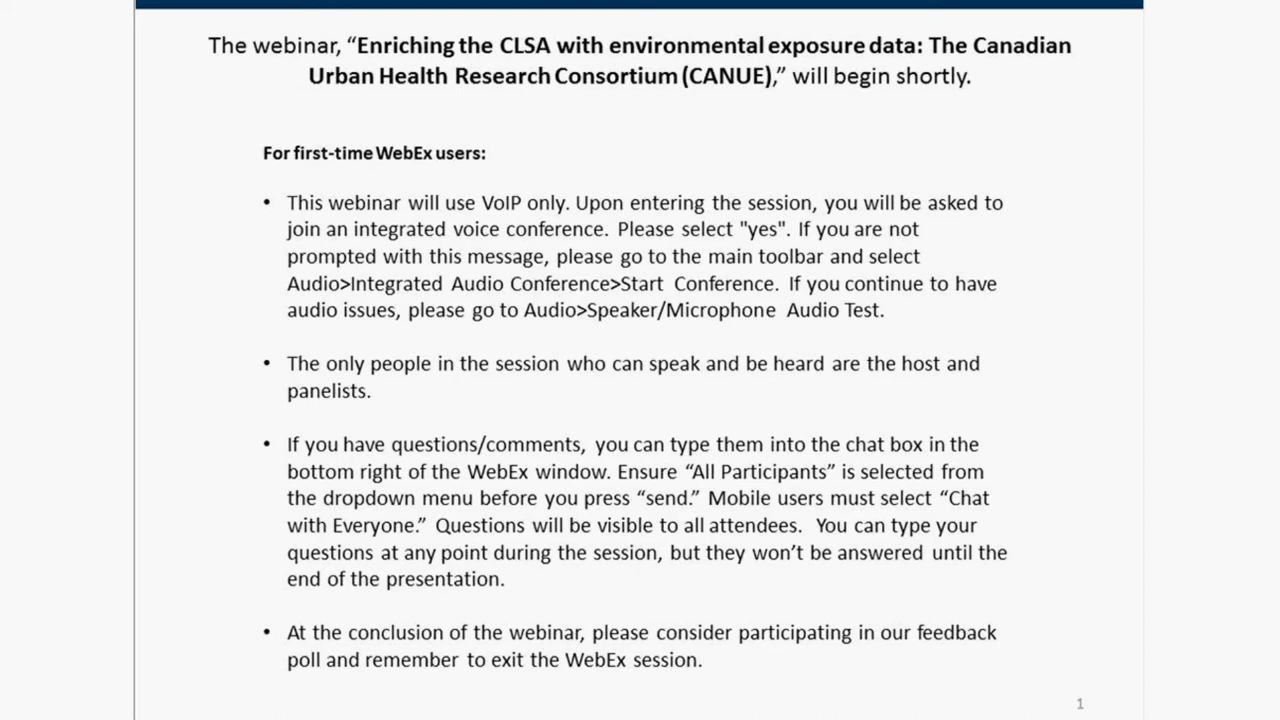 The webinar, “Enriching the CLSA with environmental exposure data: The Canadian
Urban Health Research Consortium (CANUE),” will begin shortly.
For first-time WebEx users:
• This webinar will use VoIP only. Upon entering the session, you will be asked to
join an integrated voice conference. Please select "yes". If you are not
prompted with this message, please go to the main toolbar and select
Audio>Integrated Audio Conference>Start Conference. If you continue to have
audio issues, please go to Audio>Speaker/Microphone Audio Test.
• The only people in the session who can speak and be heard are the host and
panelists.
• If you have questions/comments, you can type them into the chat box in the
bottom right of the WebEx window. Ensure “All Participants” is selected from
the dropdown menu before you press “send.” Mobile users must select “Chat
with Everyone.” Questions will be visible to all attendees. You can type your
questions at any point during the session, but they won’t be answered until the
end of the presentation.
• At the conclusion of the webinar, please consider participating in our feedback
poll and remember to exit the WebEx session.
1